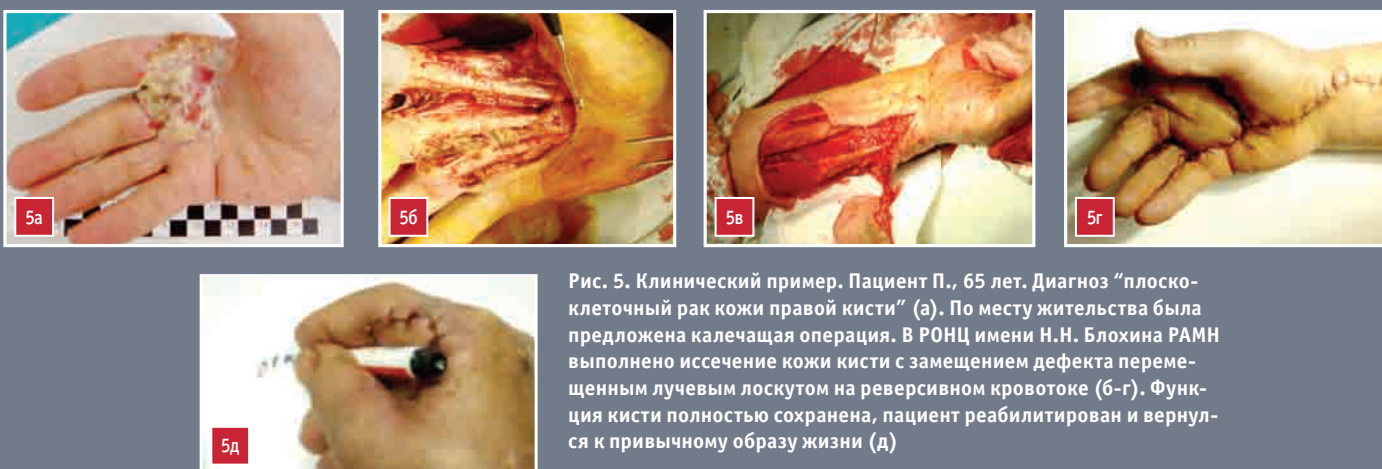 5а
5б
5в
5г
5д
Рис. 5. Клинический пример. Пациент П., 65 лет. Диагноз “плоско-
клеточный рак кожи правой кисти” (а). По месту жительства была
предложена калечащая операция. В РОНЦ имени Н.Н. Блохина РАМН
выполнено иссечение кожи кисти с замещением дефекта переме-
щенным лучевым лоскутом на реверсивном кровотоке (б-г). Функ-
ция кисти полностью сохранена, пациент реабилитирован и вернул-
ся к привычному образу жизни (д)